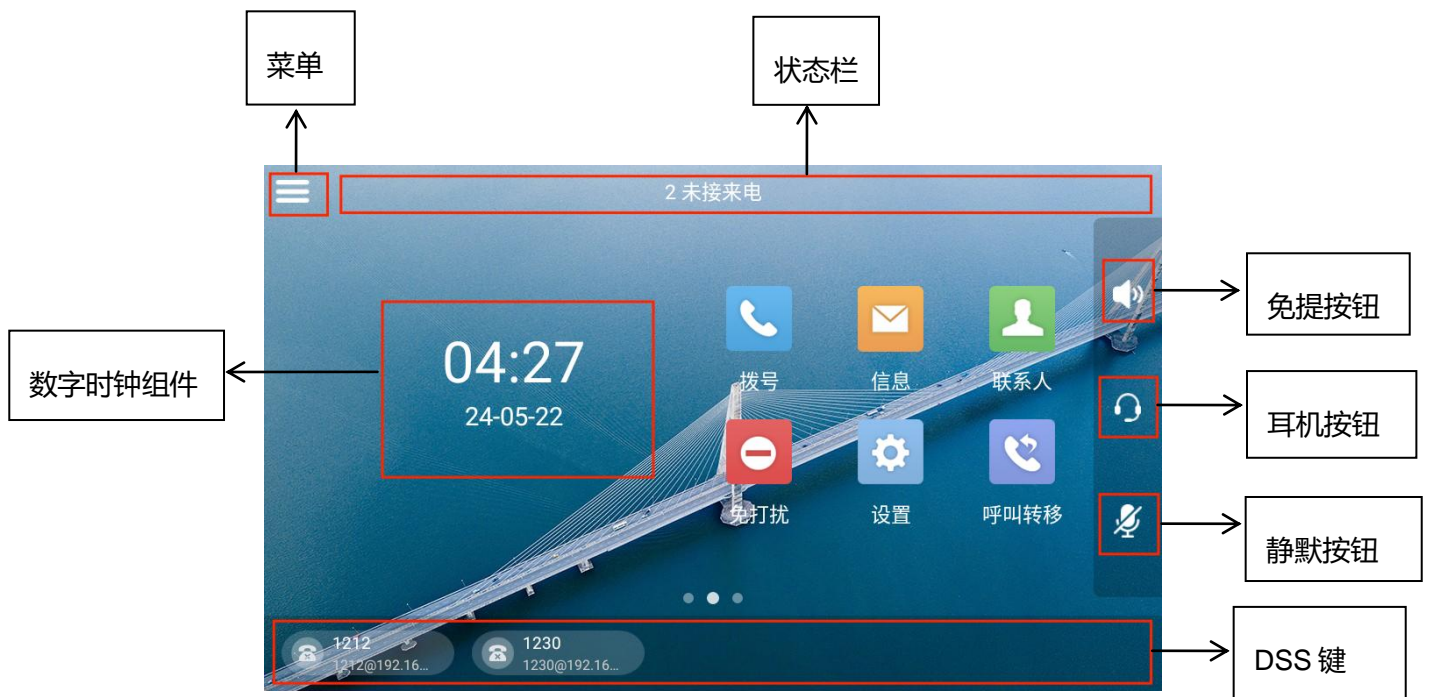 菜单
状态栏
2 未接来电
免提按钮
04:27
数字时钟组件
24-05-22
拨号
信息
联系人
耳机按钮
免打扰
设置
呼叫转移
静默按钮
1212
1212@192.16...
1230
1230@192.16...
DSS 键